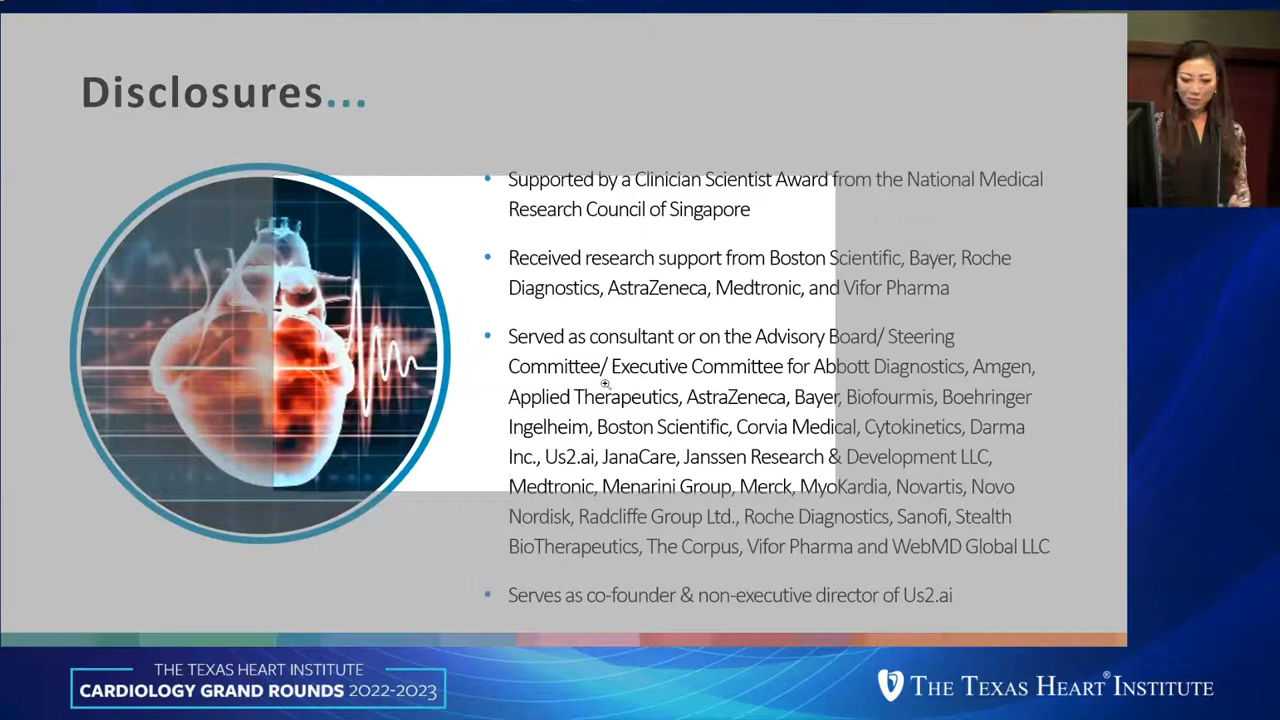 Disclosures...
• Supported by a Clinician Scientist Award from the National Medical
Research Council of Singapore
• Received research support from Boston Scientific, Bayer, Roche
Diagnostics, AstraZeneca, Medtronic, and Vifor Pharma
• Served as consultant or on the Advisory Board/ Steering
Committee/ Executive Committee for Abbott Diagnostics, Amgen,
Applied Therapeutics, AstraZeneca, Bayer, Biofourmis, Boehringer
Ingelheim, Boston Scientific, Corvia Medical, Cytokinetics, Darma
Inc., Us2.ai, JanaCare, Janssen Research & Development LLC,
Medtronic, Menarini Group, Merck, MyoKardia, Novartis, Novo
Nordisk, Radcliffe Group Ltd., Roche Diagnostics, Sanofi, Stealth
BioTherapeutics, The Corpus, Vifor Pharma and WebMD Global LLC
• Serves as co-founder & non-executive director of Us2.ai
THE TEXAS HEART INSTITUTE
CARDIOLOGY GRAND ROUNDS 2022-2023
THE TEXAS HEART® INSTITUTE